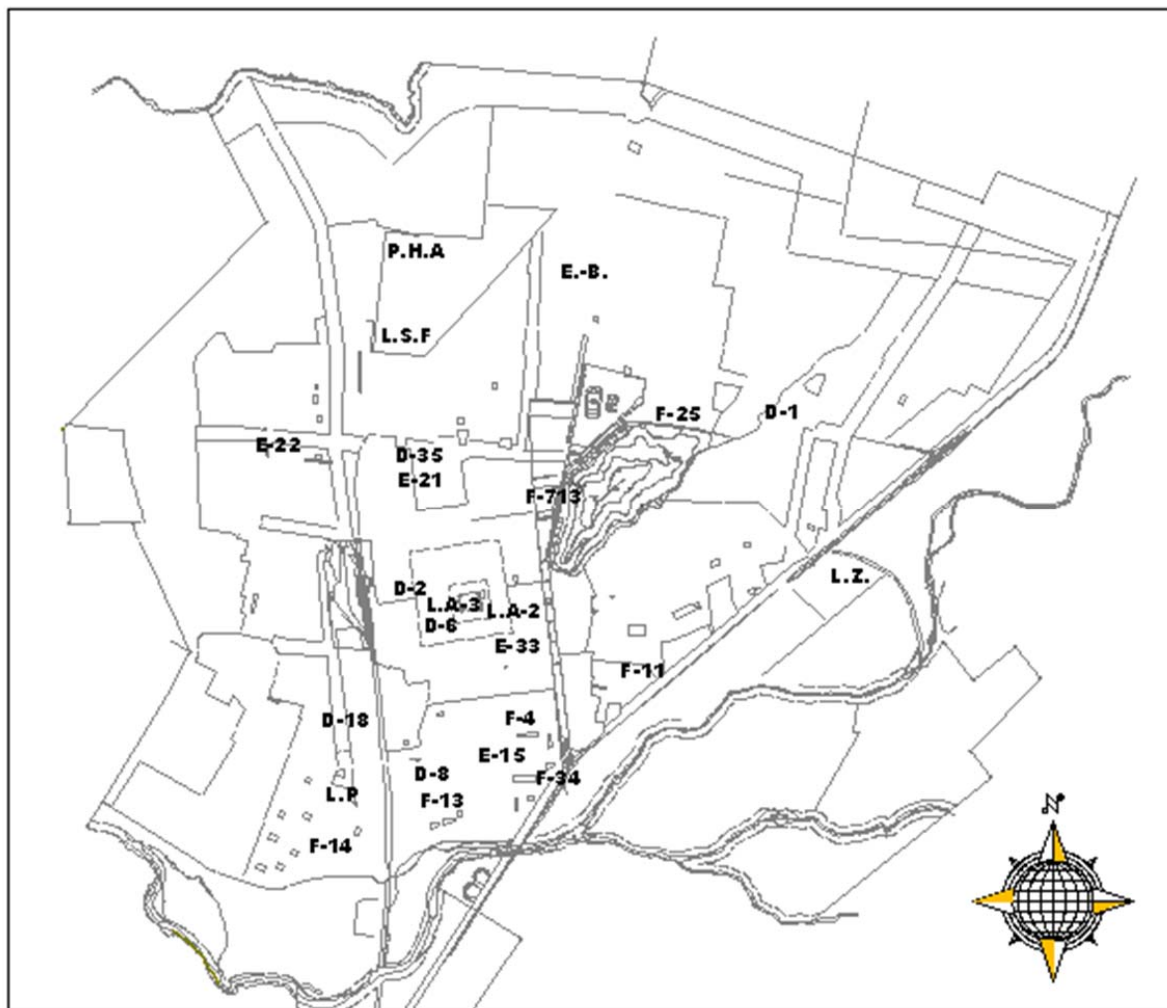 P.H.A
E.-B.
L.S.F
F-25
D-1
E-22
D-35
E-21
F-713
L.Z.
D-2
L.A-3
L.A-2
D-6
E-33
F-11
D-18
F-4
E-15
D-8
F-34
L.P
F-13
F-14
N